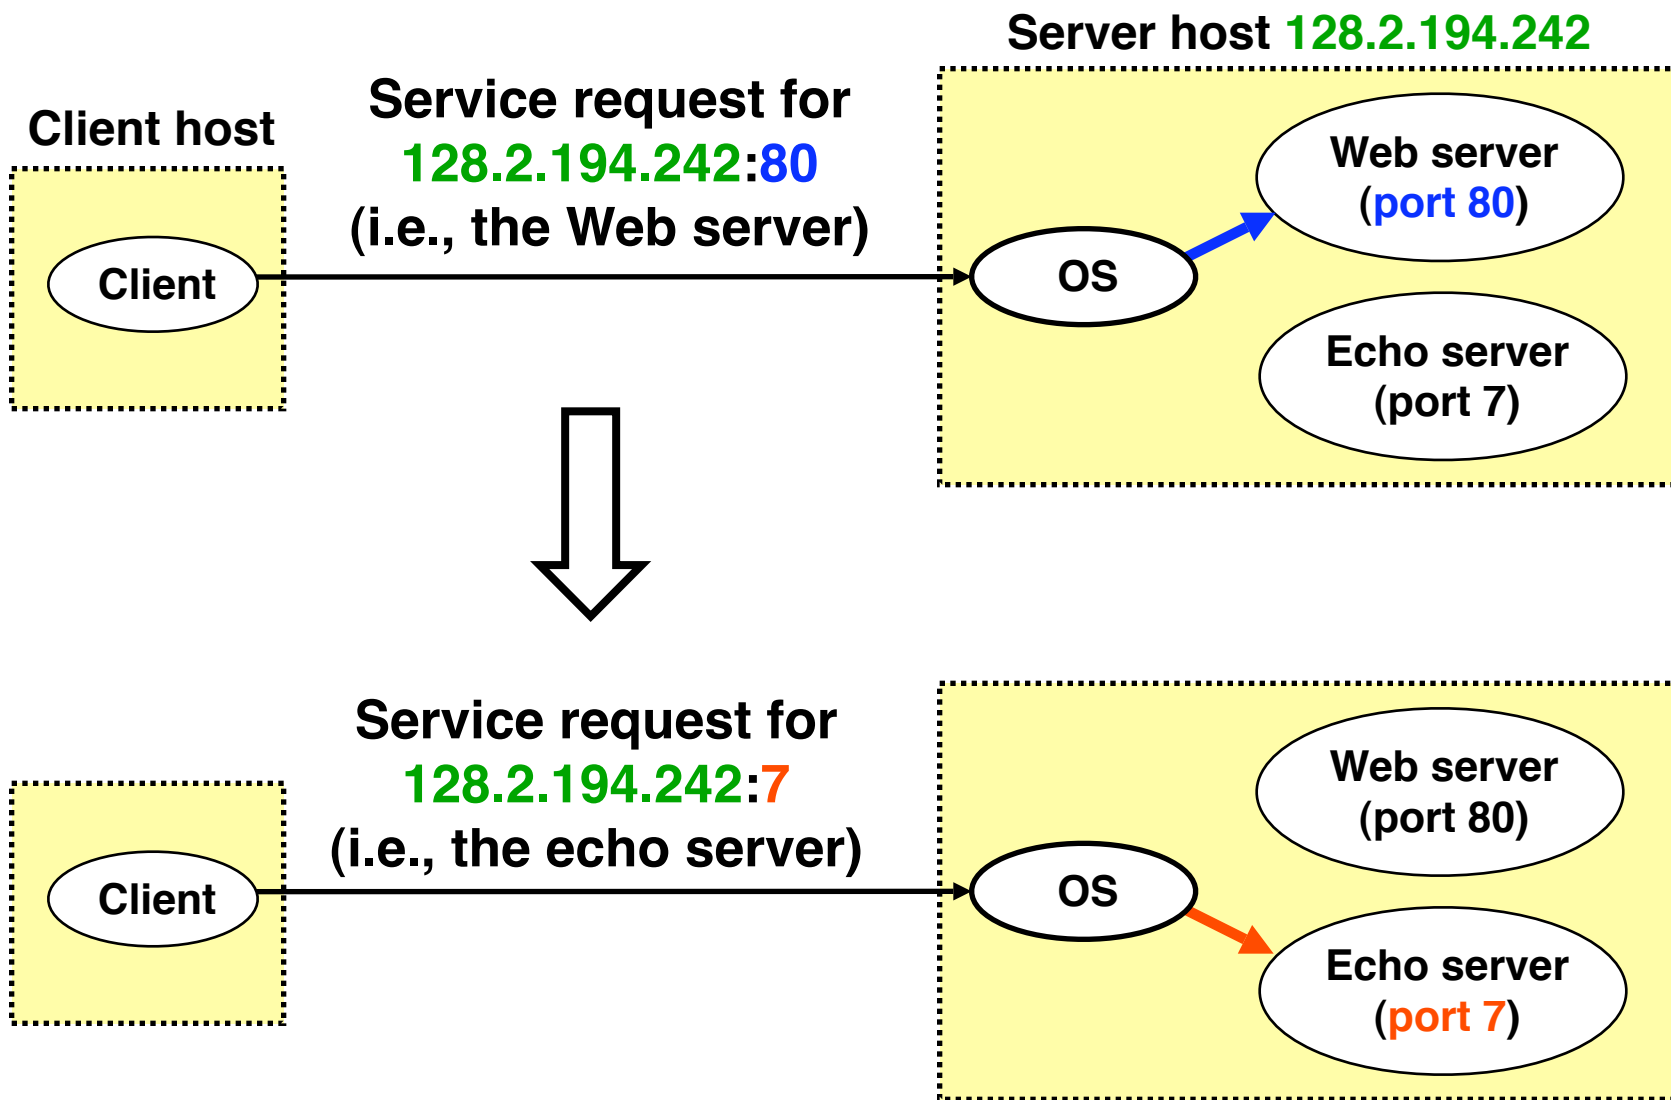 Server host 128.2.194.242
Client host
Service request for
128.2.194.242:80
(i.e., the Web server)
Client
OS
Web server
(port 80)
Echo server
(port 7)
Service request for
128.2.194.242:7
(i.e., the echo server)
Client
OS
Web server
(port 80)
Echo server
(port 7)